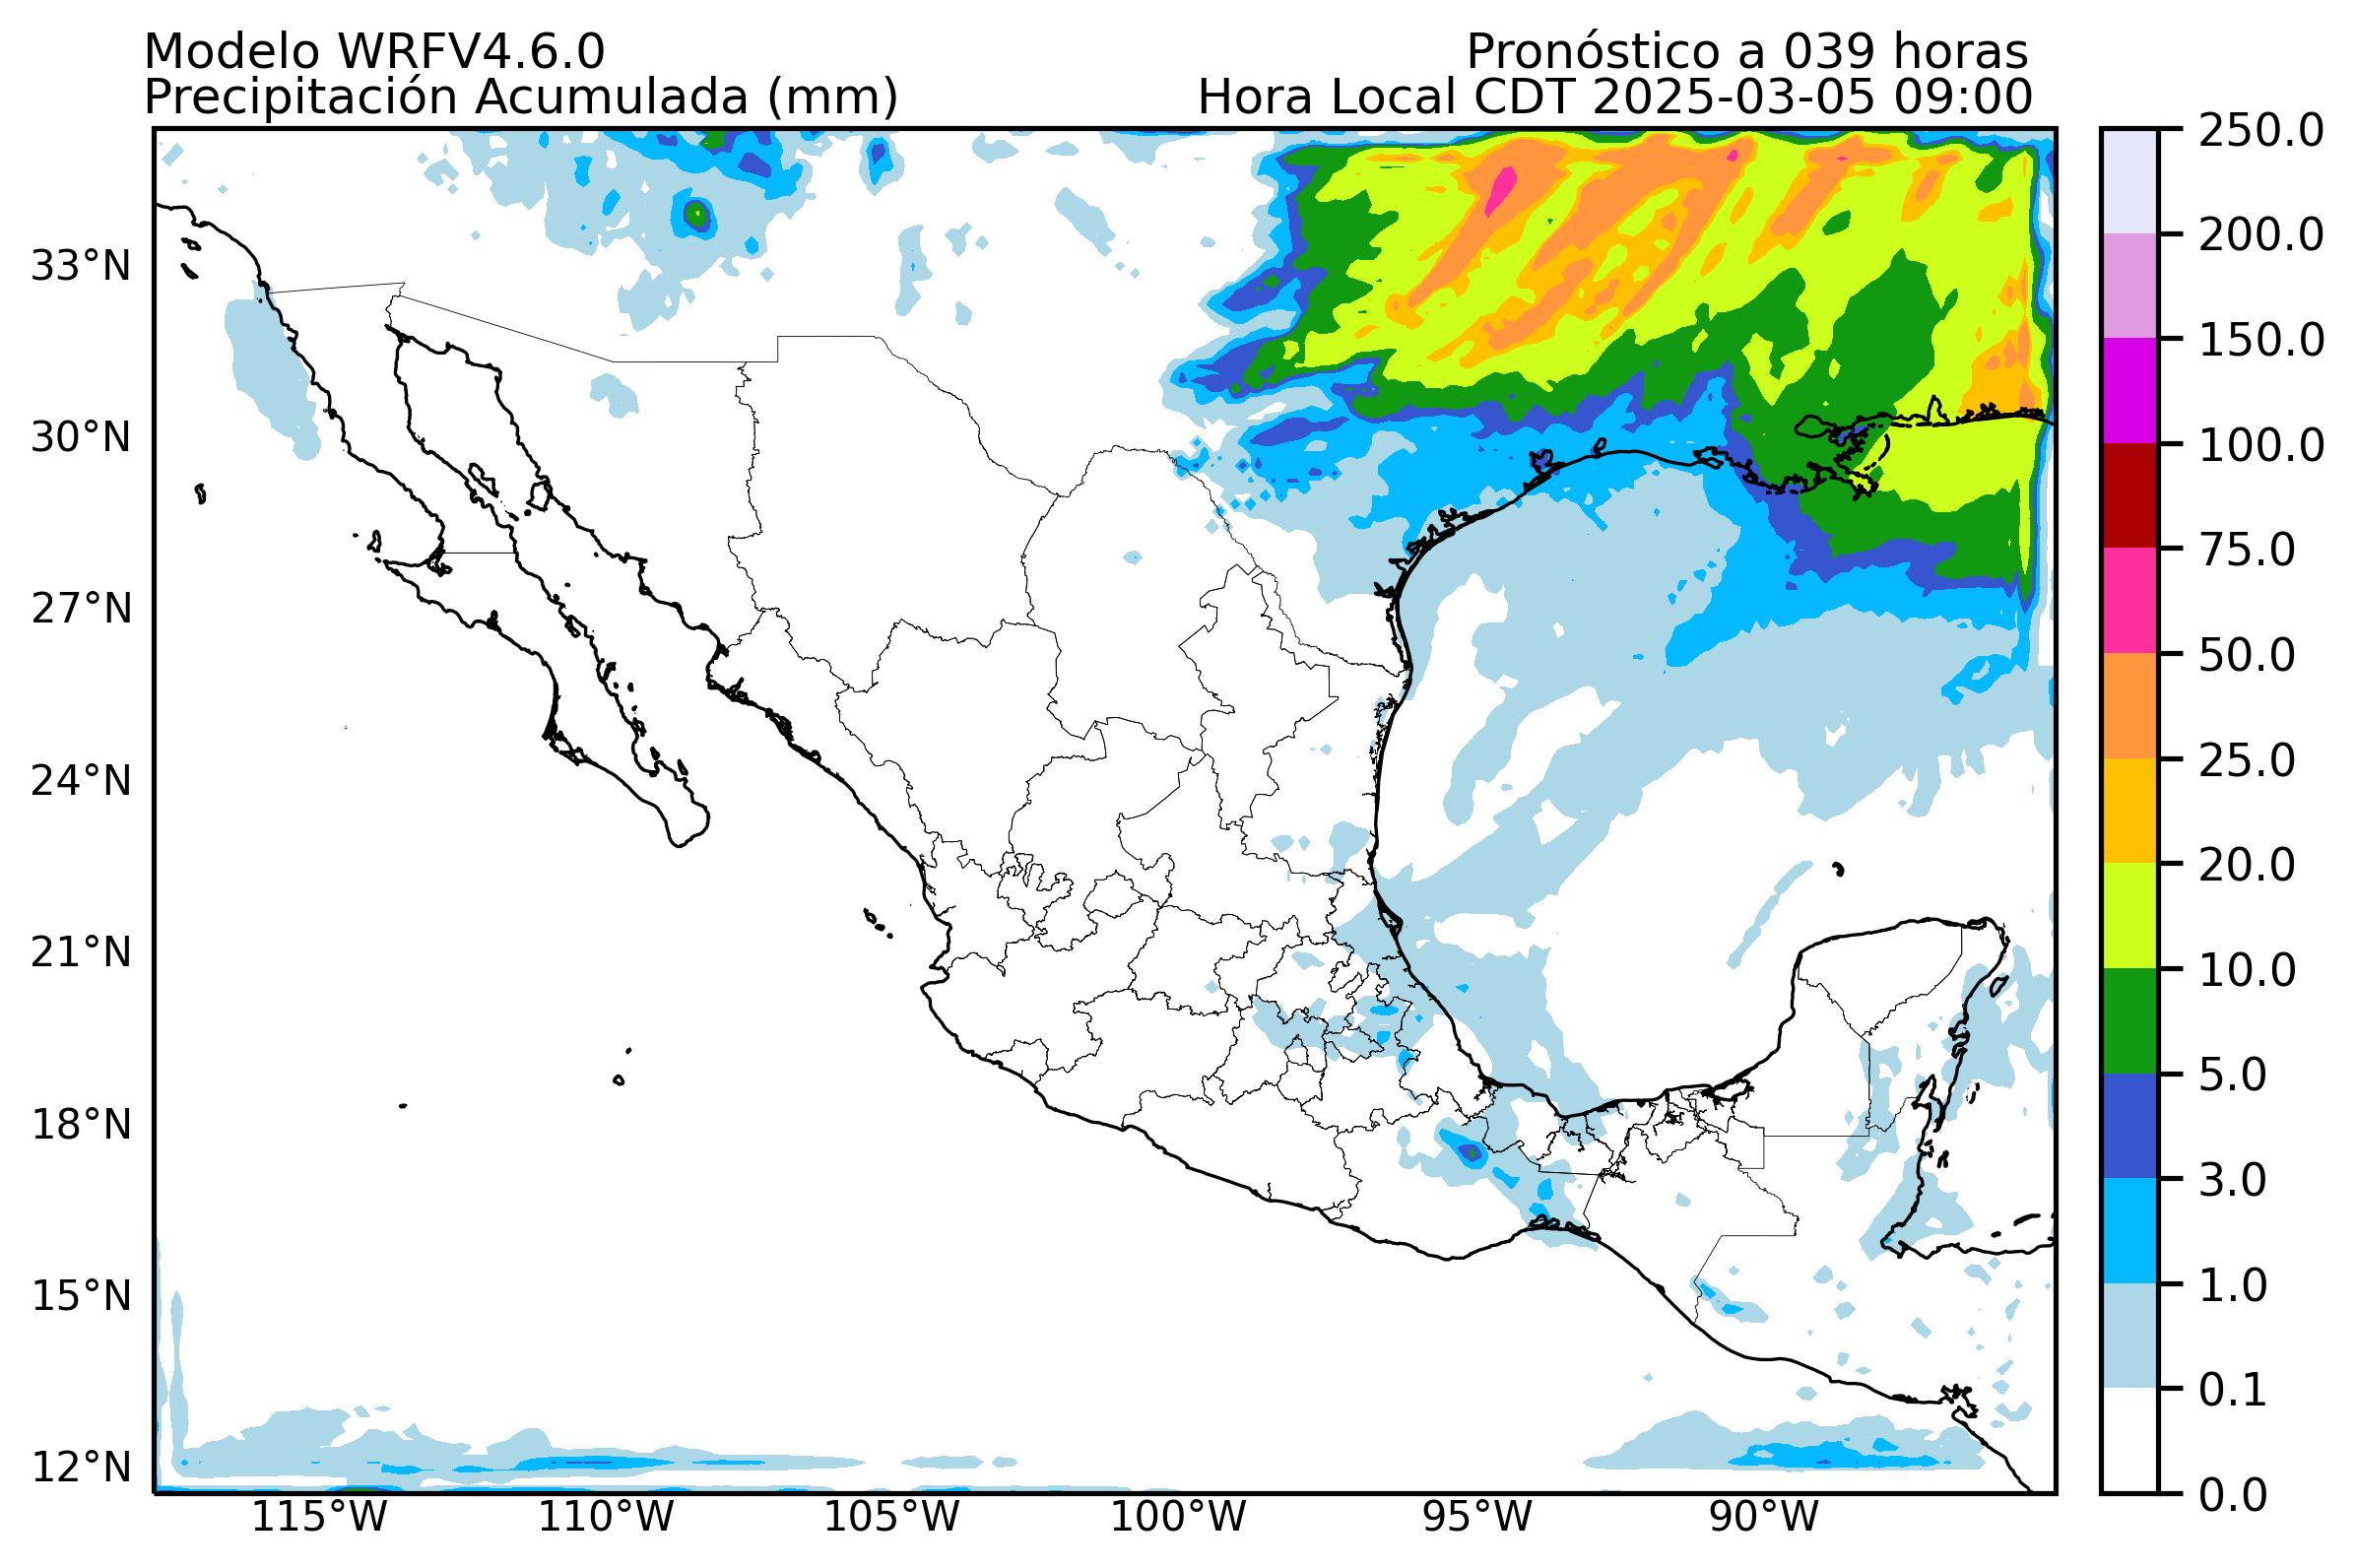 Modelo WRFV4.6.0
Pronóstico a 039 horas
Precipitación Acumulada (mm)
Hora Local CDT 2025-03-05 09:00
33°N
30°N
27°N
24°N
21°N
18°N
15°N
12°N
115°W
110°W
105°W
100°W
95°W
90°W
250.0
200.0
150.0
100.0
75.0
50.0
25.0
20.0
10.0
5.0
3.0
1.0
0.1
0.0